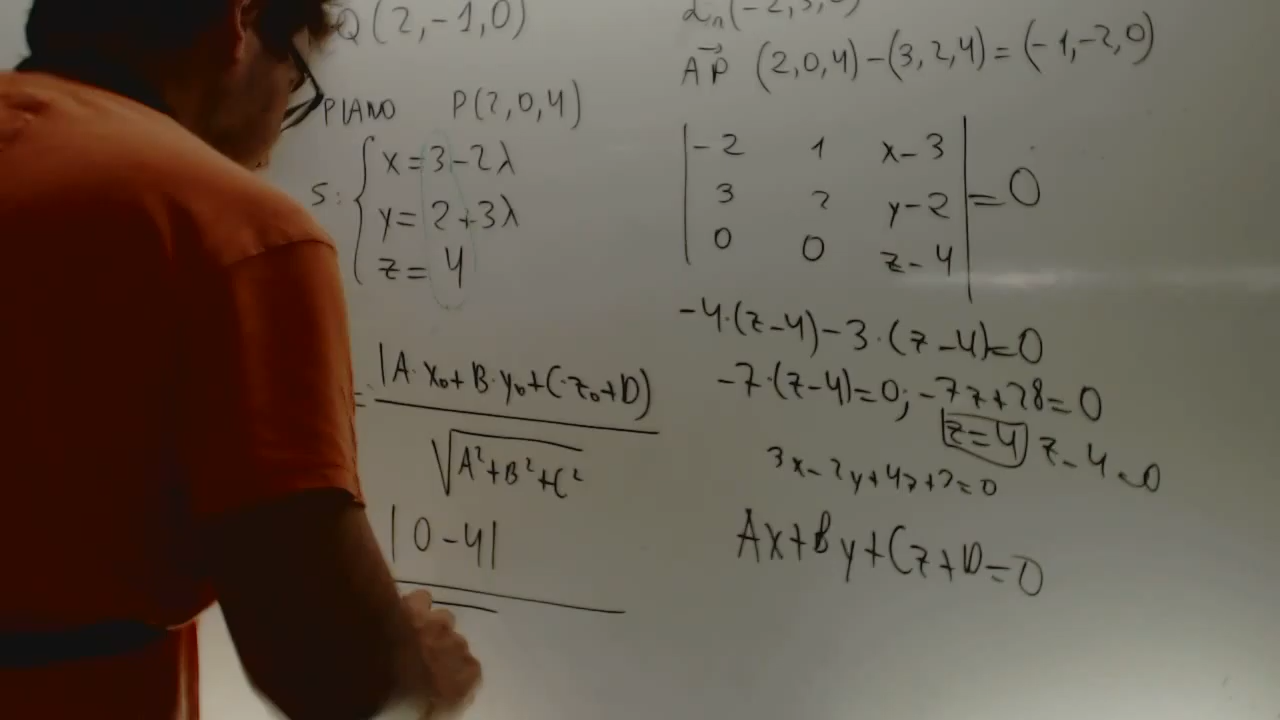 Q(2,-1,0)
PIANO P(2,0,4)
S: { x=3-2λ
y=2+3λ
z=4
= |A·x₀+B·y₀+C·z₀+D)
√A²+B²+C²
|0-4|
AP (2,0,4)-(3,2,4)=(-1,-2,0)
|-2 1 x-3|
|3 2 y-2| =0
|0 0 z-4|
-4·(z-4)-3·(z-4)=0
-7·(z-4)=0; -7z+28=0
z=4 z-4=0
3x-2y+4z+2=0
Ax+By+Cz+D=0